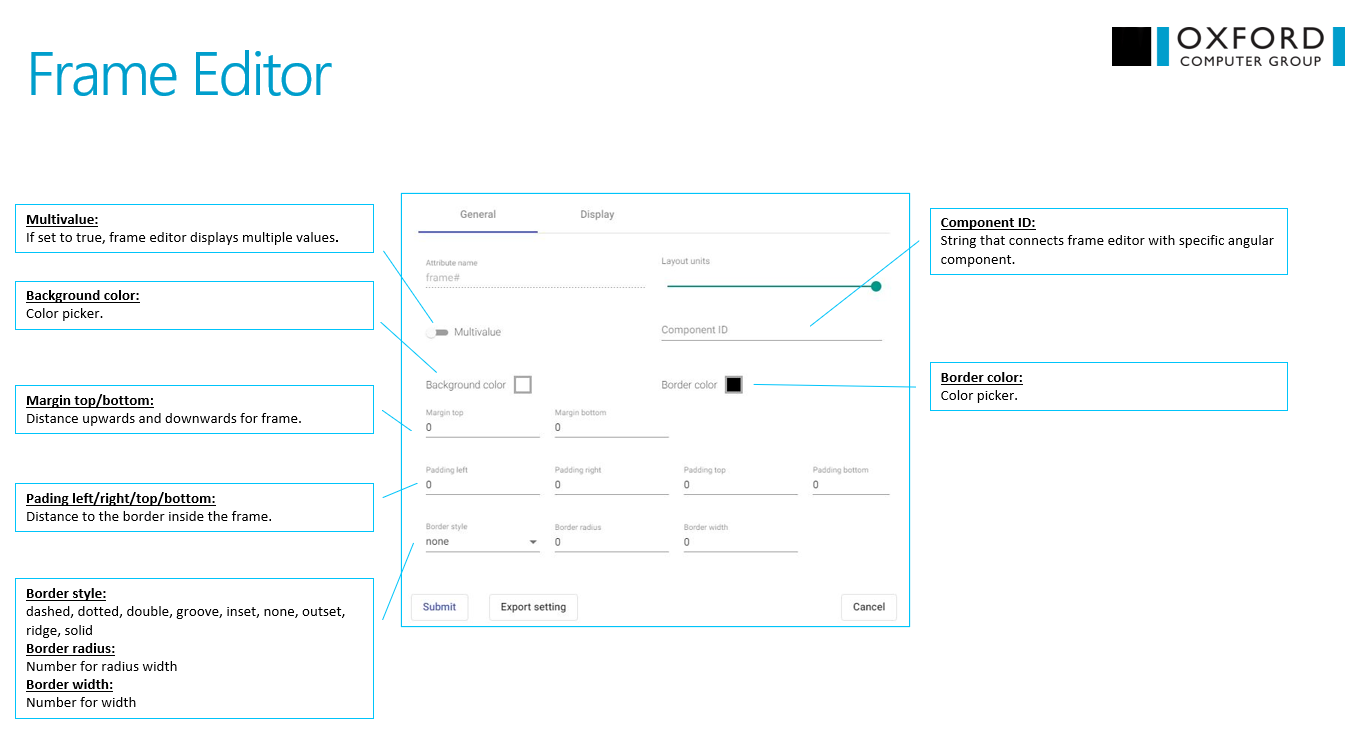 Frame Editor
OXFORD
COMPUTER GROUP
Multivalue:
If set to true, frame editor displays multiple values.
Background color:
Color picker.
Margin top/bottom:
Distance upwards and downwards for frame.
Pading left/right/top/bottom:
Distance to the border inside the frame.
Border style:
dashed, dotted, double, groove, inset, none, outset,
ridge, solid
Border radius:
Number for radius width
Border width:
Number for width
General Display
Attribute name Layout units
frame#
Multivalue Component ID
Background color Border color
Margin top Margin bottom
0 0
Padding left Padding right Padding top Padding bottom
0 0 0 0
Border style Border radius Border width
none 0 0
Submit Export setting Cancel
Component ID:
String that connects frame editor with specific angular
component.
Border color:
Color picker.